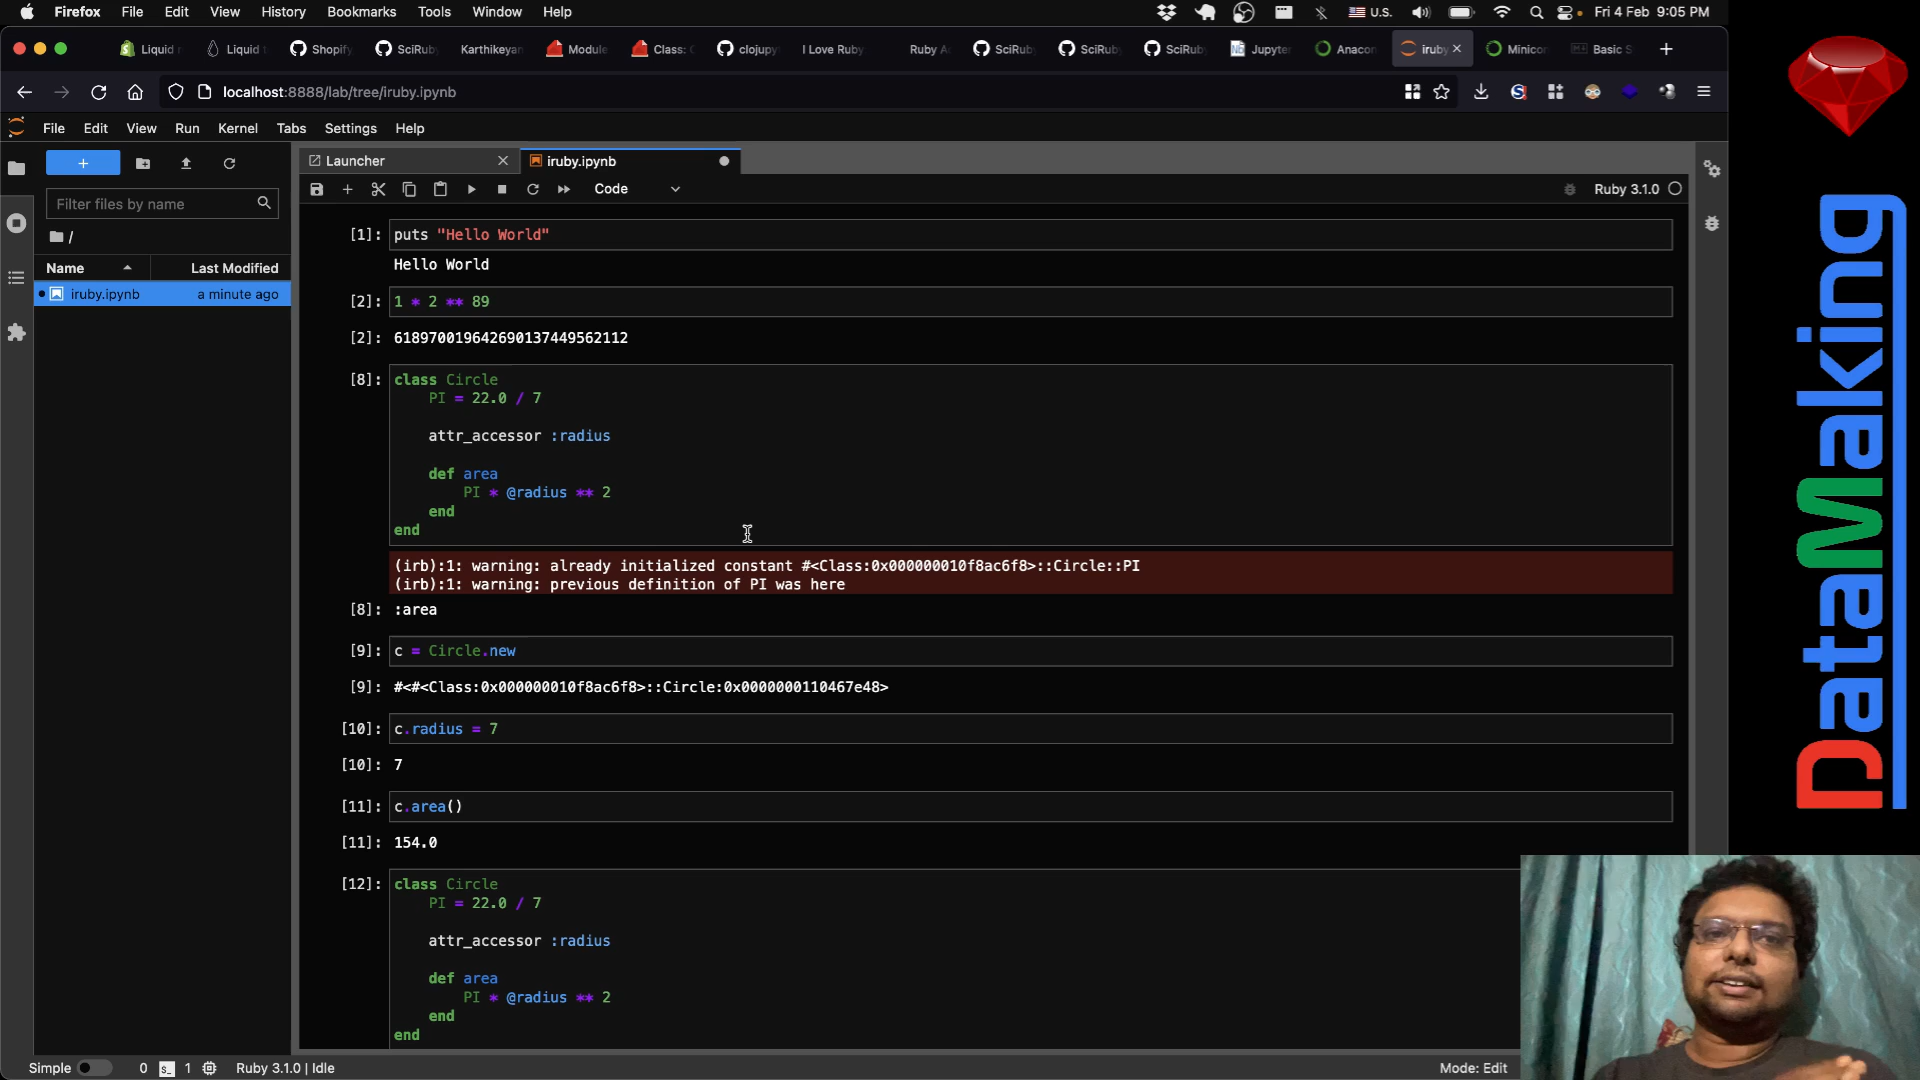 Firefox File Edit View History Bookmarks Tools Window Help U.S. Fri 4 Feb 9:05 PM
Liquid Liquid Shopify SciRub Karthikeyan Module Class: clojupy I Love Ruby Ruby A SciRub SciRub SciRub Jupyter Anacon iruby Minicon Basic S
localhost:8888/lab/tree/iruby.ipynb
File Edit View Run Kernel Tabs Settings Help
Launcher iruby.ipynb
Code Ruby 3.1.0
Filter files by name
/
Name Last Modified
iruby.ipynb a minute ago
[1]: puts "Hello World"
Hello World
[2]: 1 * 2 ** 89
[2]: 618970019642690137449562112
[8]: class Circle
PI = 22.0 / 7
attr_accessor :radius
def area
PI * @radius ** 2
end
end
(irb):1: warning: already initialized constant #<Class:0x000000010f8ac6f8>::Circle::PI
(irb):1: warning: previous definition of PI was here
[8]: :area
[9]: c = Circle.new
[9]: #<#<Class:0x000000010f8ac6f8>::Circle:0x0000000110467e48>
[10]: c.radius = 7
[10]: 7
[11]: c.area()
[11]: 154.0
[12]: class Circle
PI = 22.0 / 7
attr_accessor :radius
def area
PI * @radius ** 2
end
end
Simple 0 1 Ruby 3.1.0 | Idle Mode: Edit
DataMaking